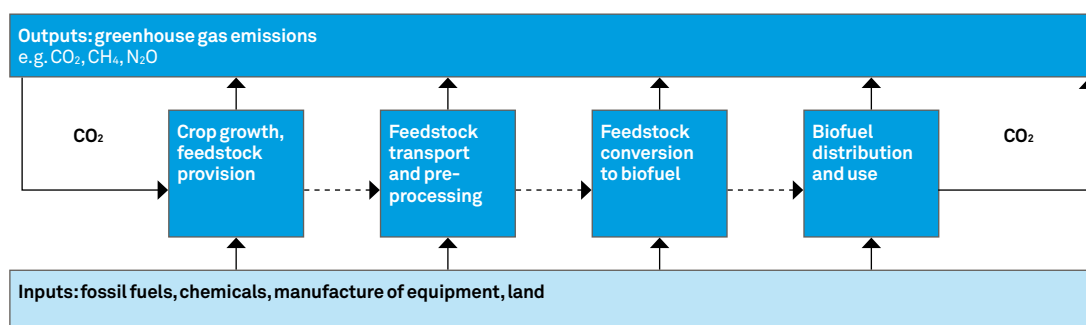 Outputs: greenhouse gas emissions
e.g. CO₂, CH₄, N₂O
CO₂
Crop growth,
feedstock
provision
Feedstock
transport
and pre-
processing
Feedstock
conversion
to biofuel
Biofuel
distribution
and use
CO₂
Inputs: fossil fuels, chemicals, manufacture of equipment, land